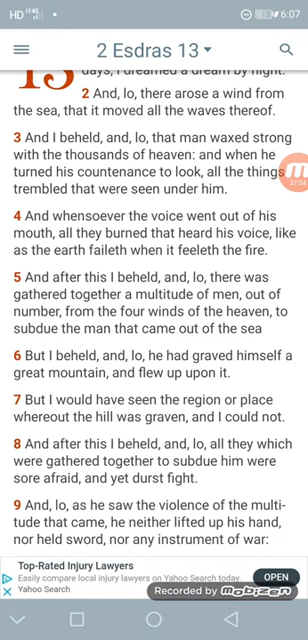 HD 4G 6:07
2 Esdras 13
13 days, I dreamed a dream by night:
2 And, lo, there arose a wind from
the sea, that it moved all the waves thereof.
3 And I beheld, and, lo, that man waxed strong
with the thousands of heaven: and when he
turned his countenance to look, all the things
trembled that were seen under him.
37:04
4 And whensoever the voice went out of his
mouth, all they burned that heard his voice, like
as the earth faileth when it feeleth the fire.
5 And after this I beheld, and, lo, there was
gathered together a multitude of men, out of
number, from the four winds of the heaven, to
subdue the man that came out of the sea
6 But I beheld, and, lo, he had graved himself a
great mountain, and flew up upon it.
7 But I would have seen the region or place
whereout the hill was graven, and I could not.
8 And after this I beheld, and, lo, all they which
were gathered together to subdue him were
sore afraid, and yet durst fight.
9 And, lo, as he saw the violence of the multi-
tude that came, he neither lifted up his hand,
nor held sword, nor any instrument of war:
Top-Rated Injury Lawyers
Easily compare local injury lawyers on Yahoo Search today.
Yahoo Search
OPEN
Recorded by mobizen